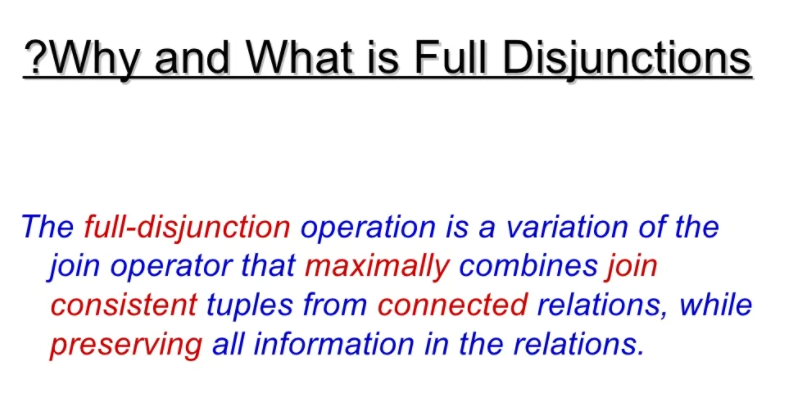 ?Why and What is Full Disjunctions
The full-disjunction operation is a variation of the
join operator that maximally combines join
consistent tuples from connected relations, while
preserving all information in the relations.